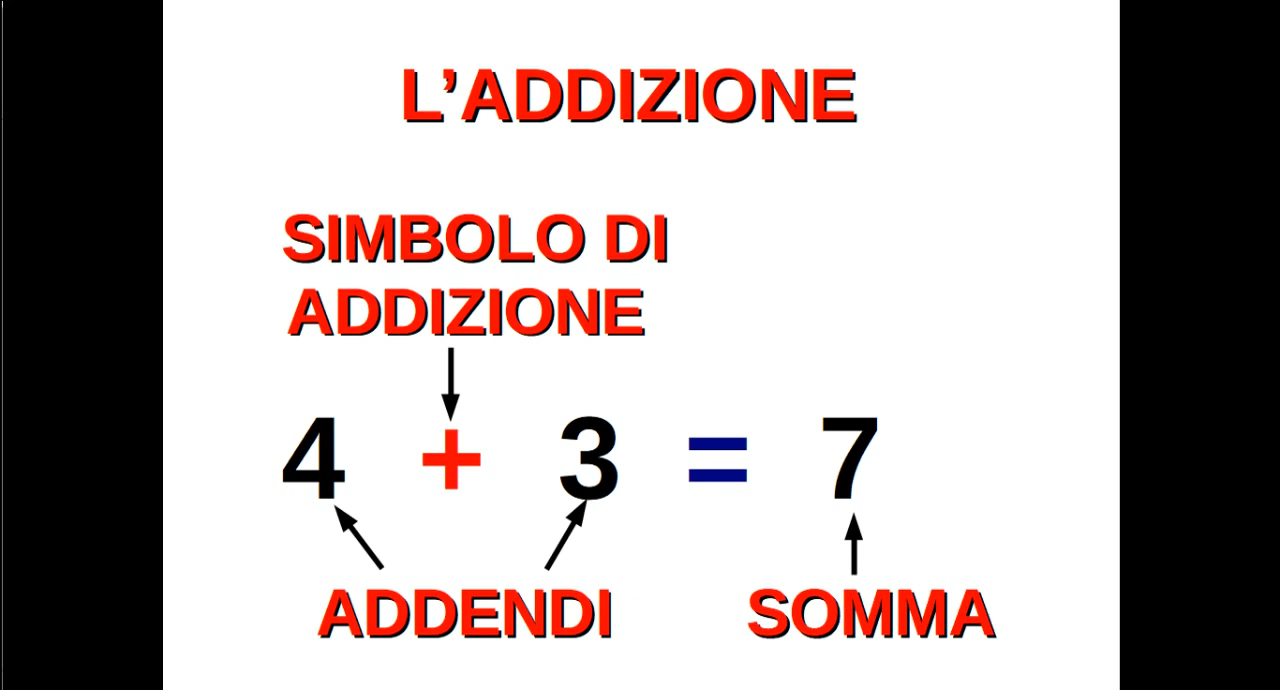 L’ADDIZIONE
SIMBOLO DI
ADDIZIONE
4 + 3 = 7
ADDENDI SOMMA